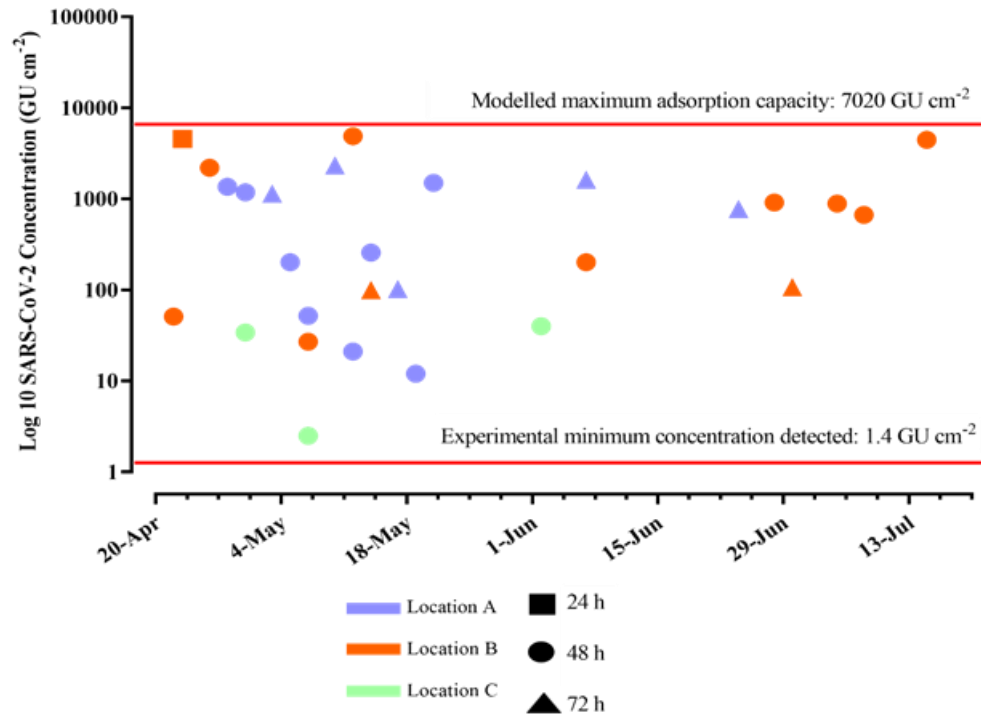 Log 10 SARS-CoV-2 Concentration (GU cm-2)
100000
10000
1000
100
10
1
Modelled maximum adsorption capacity: 7020 GU cm-2
Experimental minimum concentration detected: 1.4 GU cm-2
20-Apr
4-May
18-May
1-Jun
15-Jun
29-Jun
13-Jul
Location A
Location B
Location C
24 h
48 h
72 h